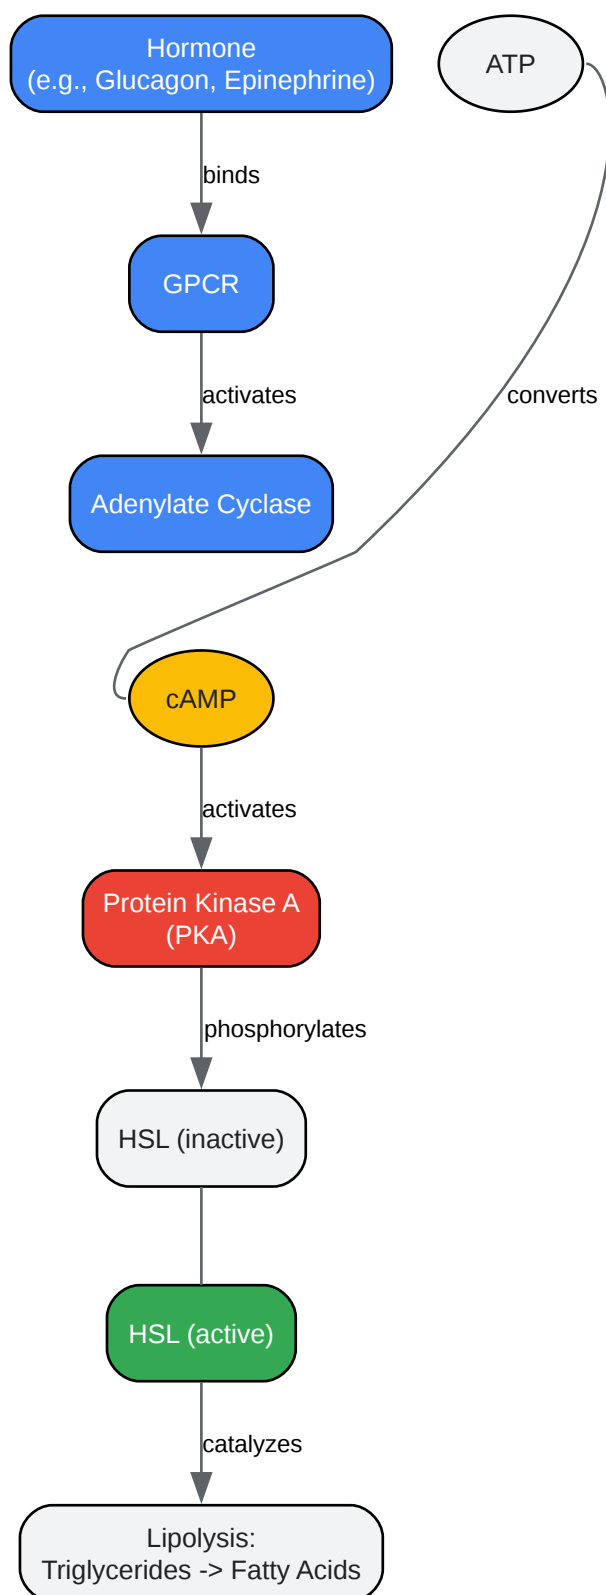 Hormone
(e.g., Glucagon, Epinephrine)
ATP
binds
GPCR
activates
converts
Adenylate Cyclase
cAMP
activates
Protein Kinase A
(PKA)
phosphorylates
HSL (inactive)
HSL (active)
catalyzes
Lipolysis:
Triglycerides -> Fatty Acids